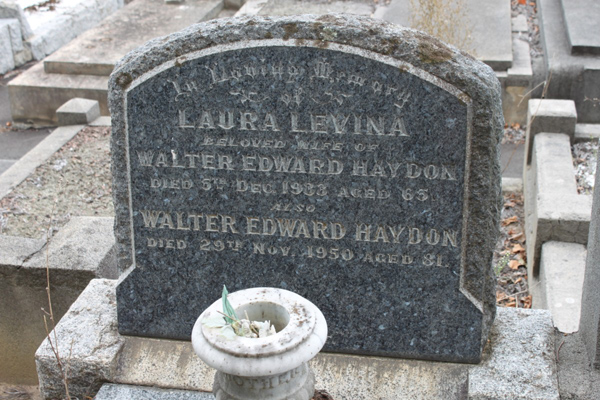 In Loving Memory
of
LAURA LEVINA
BELOVED WIFE OF
WALTER EDWARD HAYDON
DIED 5TH DEC. 1933 AGED 65.
ALSO
WALTER EDWARD HAYDON
DIED 29TH NOV. 1950 AGED 81.
MOTHER